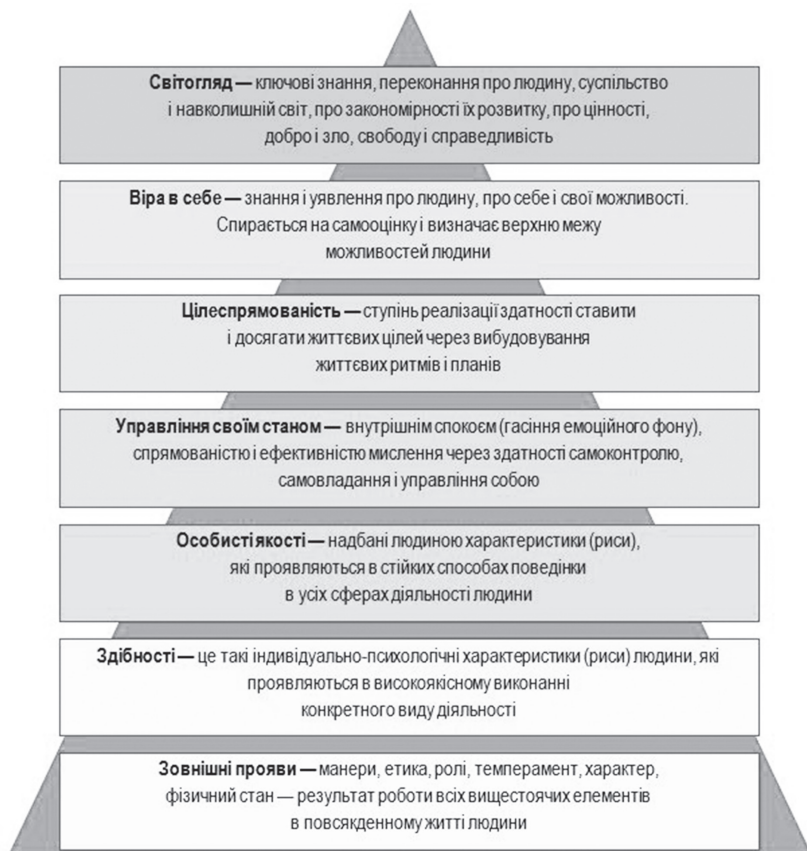 Світогляд — ключові знання, переконання про людину, суспільство
і навколишній світ, про закономірності їх розвитку, про цінності,
добро і зло, свободу і справедливість
Віра в себе — знання і уявлення про людину, про себе і свої можливості.
Спирається на самооцінку і визначає верхню межу
можливостей людини
Цілеспрямованість — ступінь реалізації здатності ставити
і досягати життєвих цілей через вибудовування
життєвих ритмів і планів
Управління своїм станом — внутрішнім спокоєм (гасіння емоційного фону),
спрямованістю і ефективністю мислення через здатності самоконтролю,
самовладання і управління собою
Особисті якості — надбані людиною характеристики (риси),
які проявляються в стійких способах поведінки
в усіх сферах діяльності людини
Здібності — це такі індивідуально-психологічні характеристики (риси) людини, які
проявляються в високоякісному виконанні
конкретного виду діяльності
Зовнішні прояви — манери, етика, ролі, темперамент, характер,
фізичний стан — результат роботи всіх вищестоячих елементів
в повсякденному житті людини